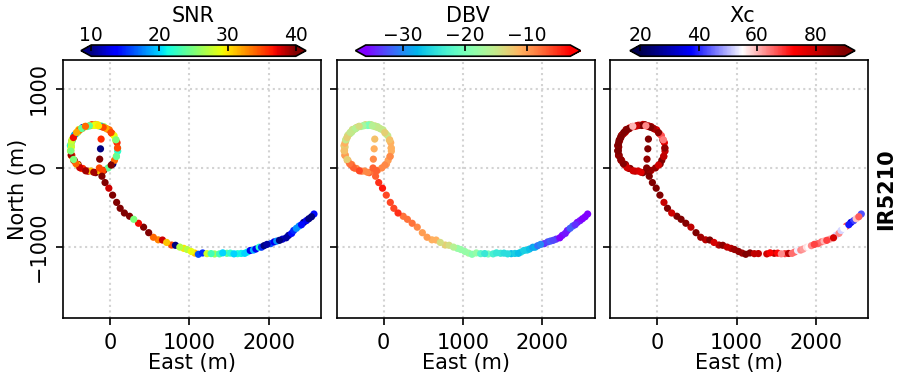 SNR DBV Xc
10 20 30 40 −30 −20 −10 20 40 60 80
North (m)
1000
0
−1000
IR5210
0 1000 2000 0 1000 2000 0 1000 2000
East (m) East (m) East (m)